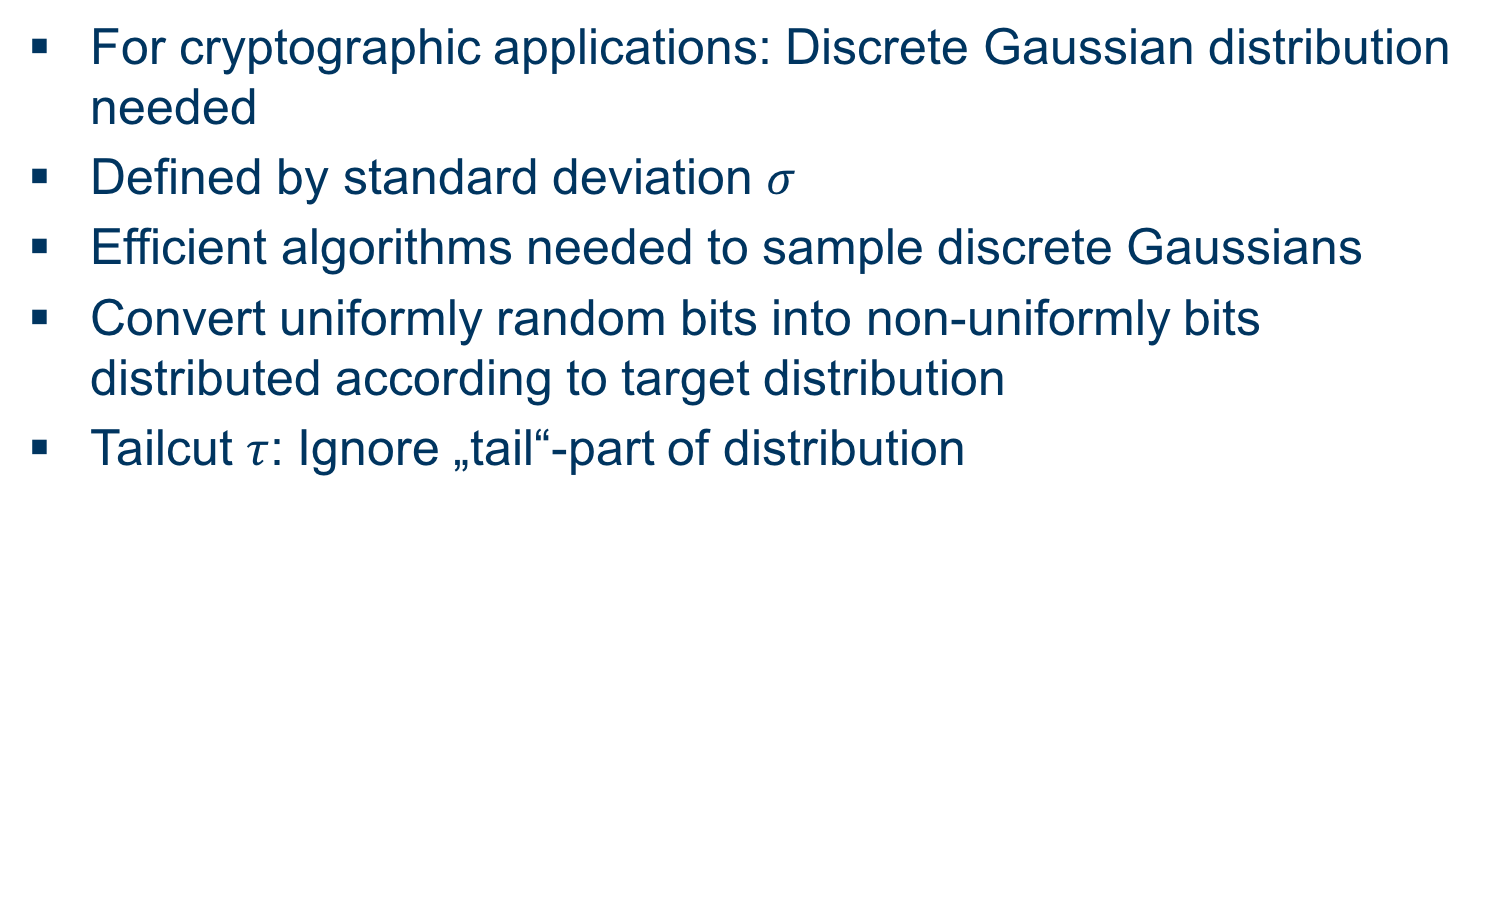 ▪ For cryptographic applications: Discrete Gaussian distribution
needed
▪ Defined by standard deviation 𝜎
▪ Efficient algorithms needed to sample discrete Gaussians
▪ Convert uniformly random bits into non-uniformly bits
distributed according to target distribution
▪ Tailcut 𝜏: Ignore „tail“-part of distribution